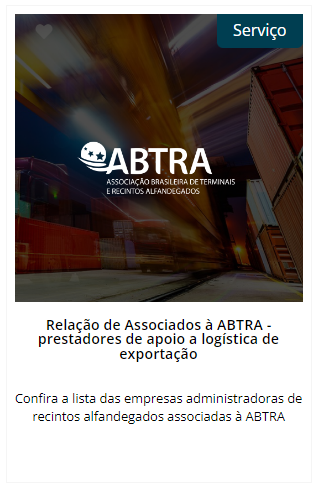 Serviço
ABTRA
ASSOCIAÇÃO BRASILEIRA DE TERMINAIS
E RECINTOS ALFANDEGADOS
Relação de Associados à ABTRA -
prestadores de apoio a logística de
exportação
Confira a lista das empresas administradoras de
recintos alfandegados associadas à ABTRA